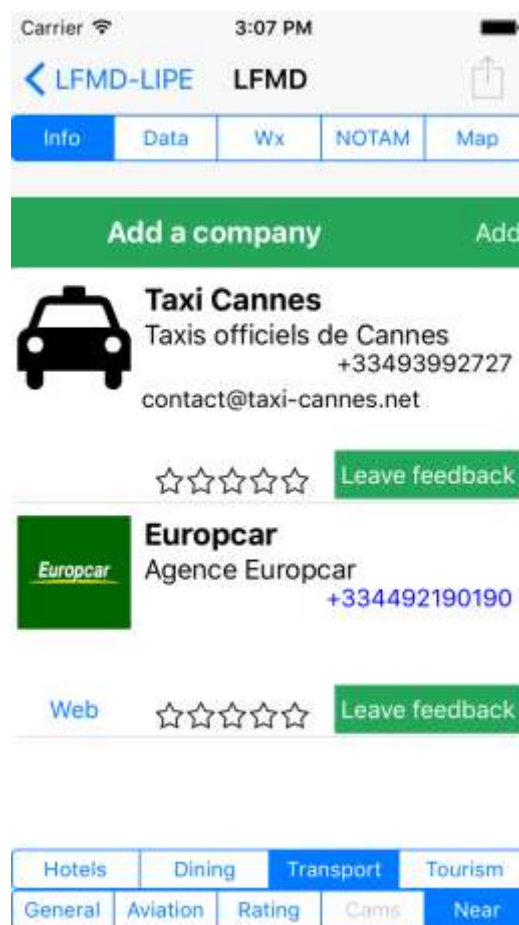 Carrier 3:07 PM
LFMD-LIPE LFMD
Info Data Wx NOTAM Map
Add a company Add
Taxi Cannes
Taxis officiels de Cannes
+33493992727
contact@taxi-cannes.net
Leave feedback
Europcar
Europcar
Agence Europcar
+334492190190
Web Leave feedback
Hotels Dining Transport Tourism
General Aviation Rating Cams Near